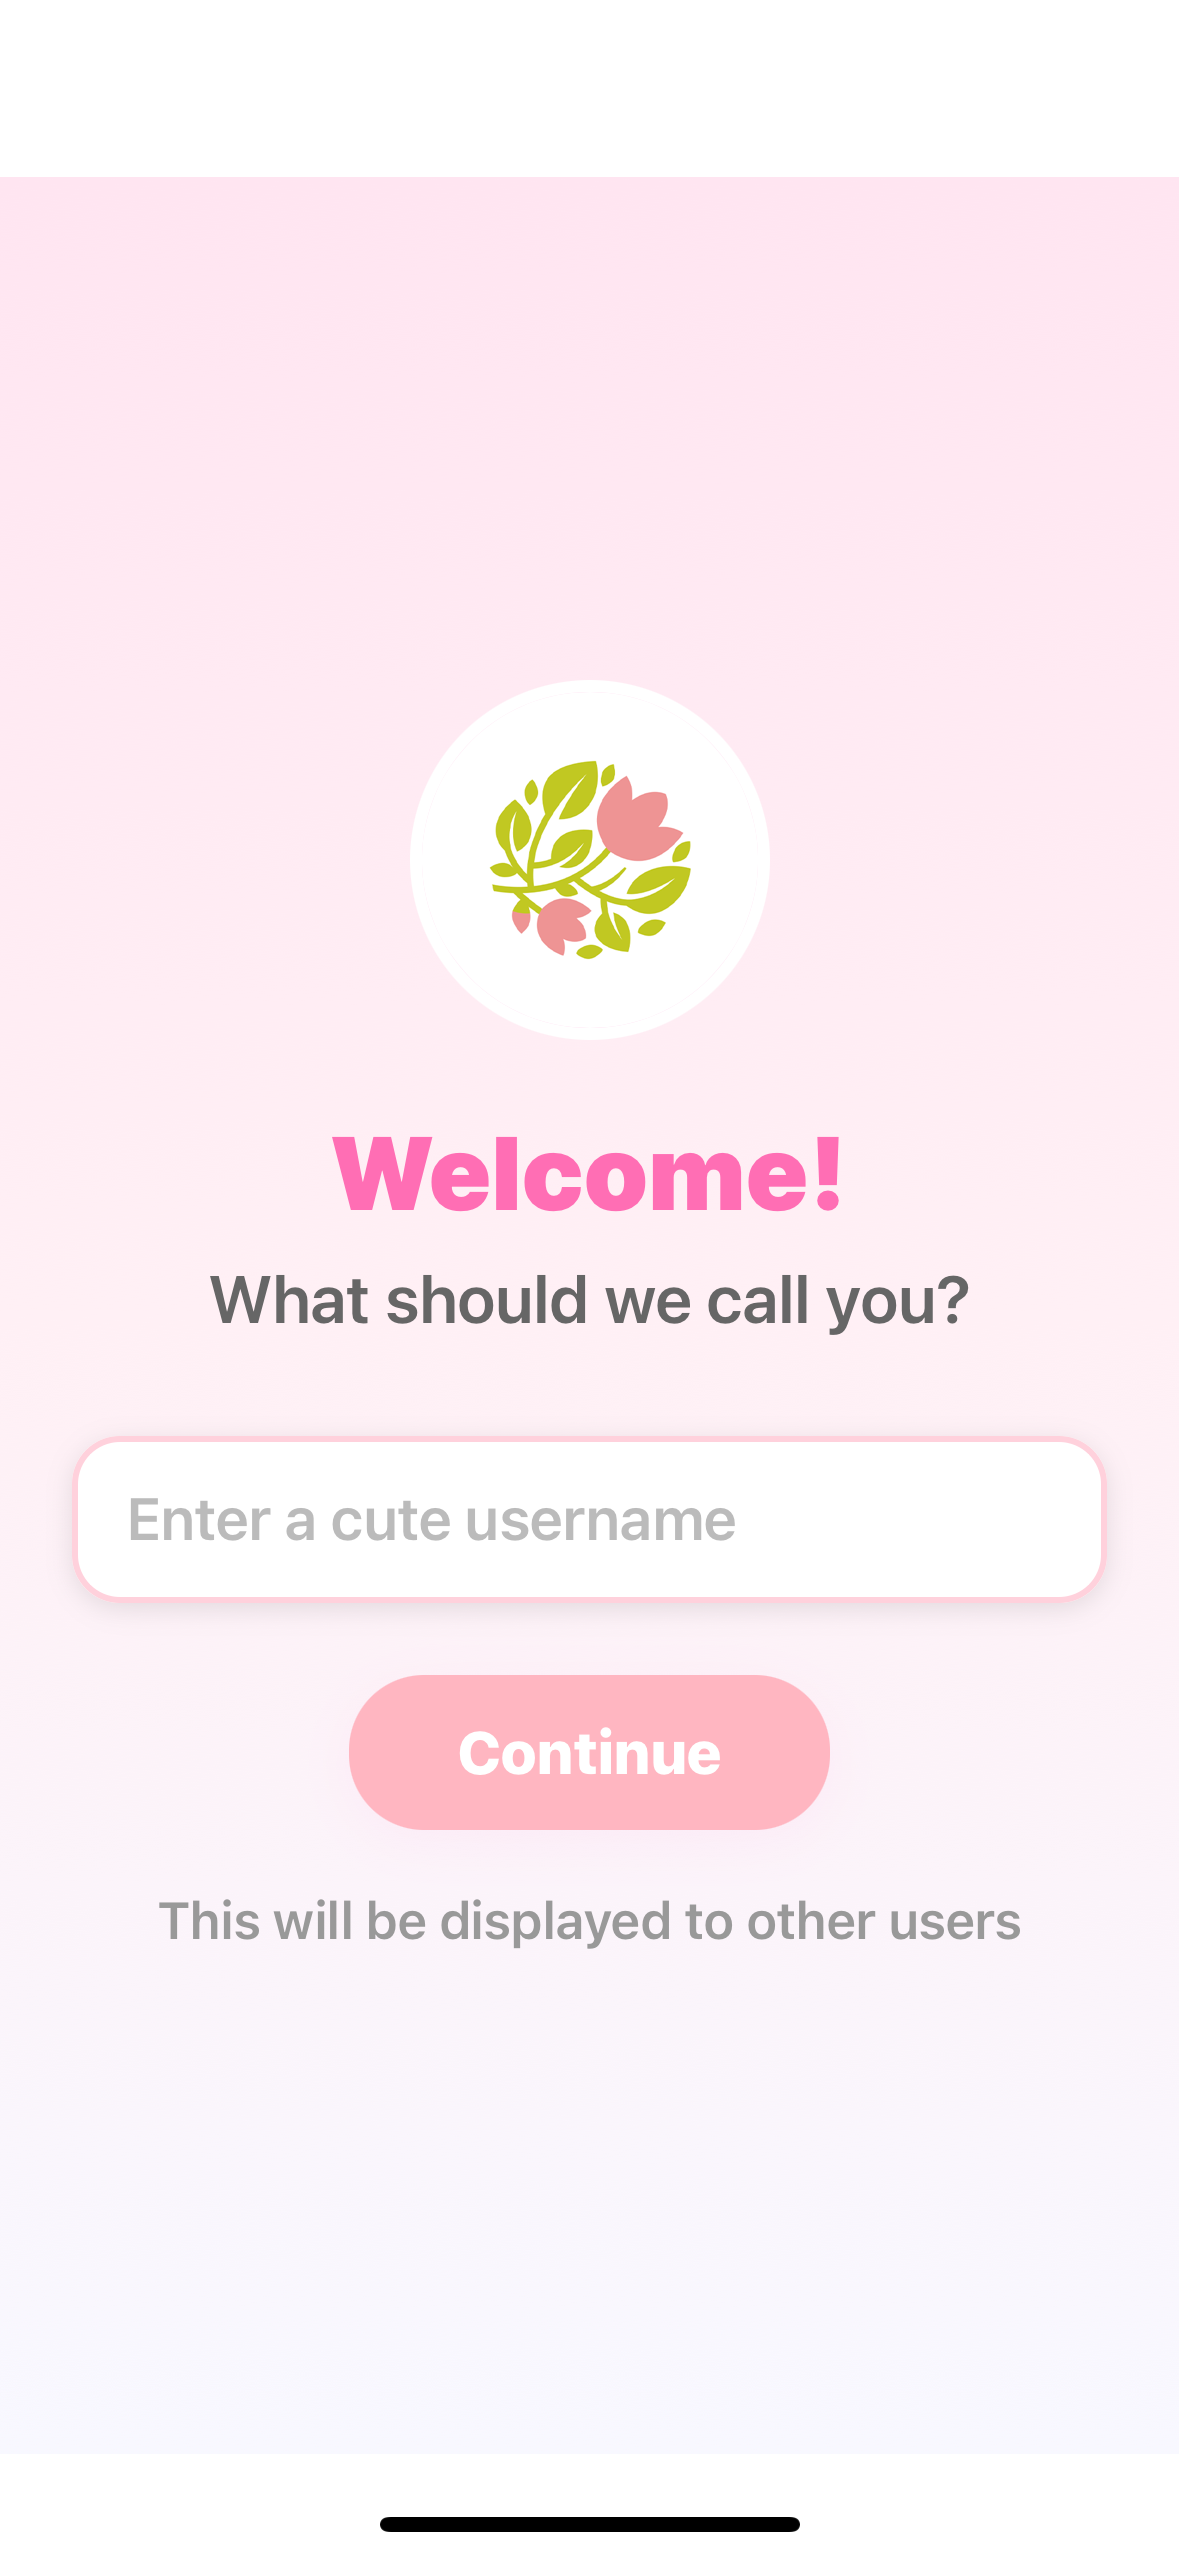 Welcome!
What should we call you?
Enter a cute username
Continue
This will be displayed to other users